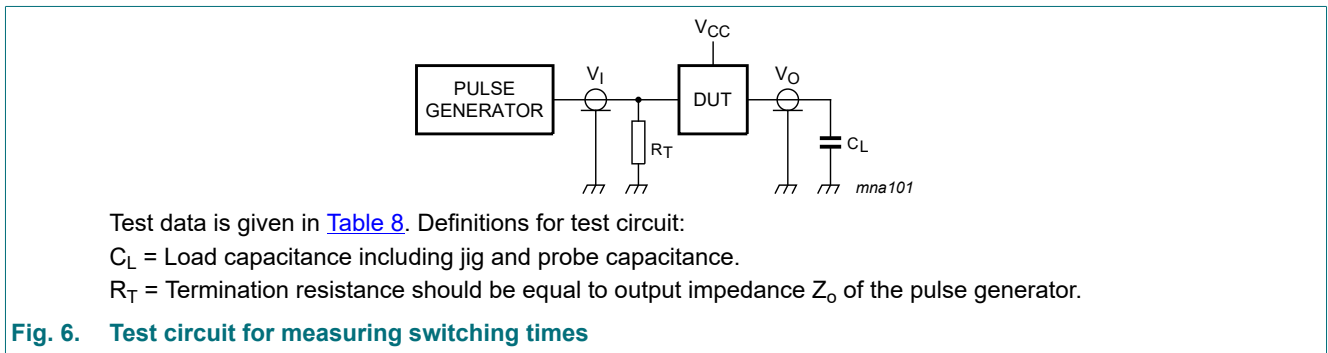 VCC
PULSE
GENERATOR
VI
DUT
VO
RT
CL
mna101
Test data is given in Table 8. Definitions for test circuit:
CL = Load capacitance including jig and probe capacitance.
RT = Termination resistance should be equal to output impedance Zo of the pulse generator.
Fig. 6. Test circuit for measuring switching times